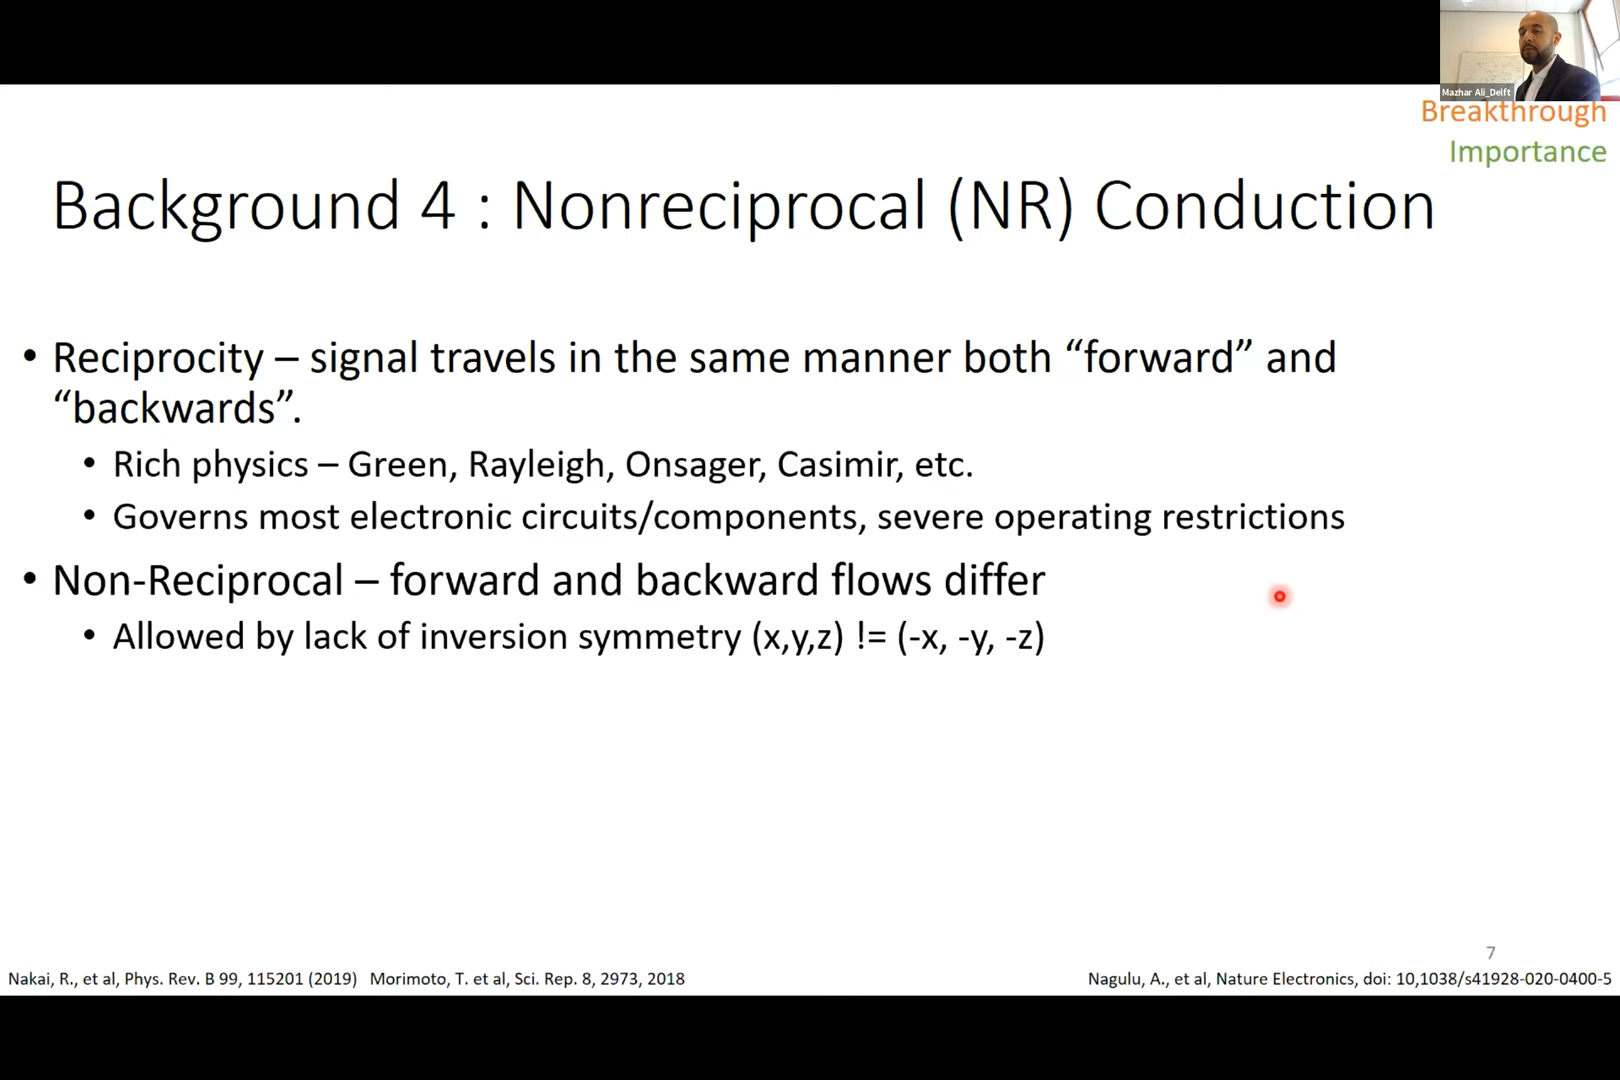 Mazhar Ali_Delft
Breakthrough
Importance
Background 4 : Nonreciprocal (NR) Conduction
• Reciprocity – signal travels in the same manner both “forward” and
“backwards”.
• Rich physics – Green, Rayleigh, Onsager, Casimir, etc.
• Governs most electronic circuits/components, severe operating restrictions
• Non-Reciprocal – forward and backward flows differ
• Allowed by lack of inversion symmetry (x,y,z) != (-x, -y, -z)
7
Nakai, R., et al, Phys. Rev. B 99, 115201 (2019) Morimoto, T. et al, Sci. Rep. 8, 2973, 2018
Nagulu, A., et al, Nature Electronics, doi: 10,1038/s41928-020-0400-5